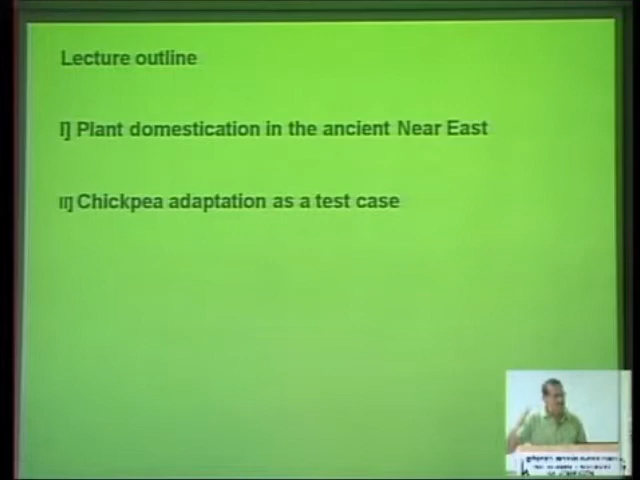 Lecture outline
I] Plant domestication in the ancient Near East
II] Chickpea adaptation as a test case